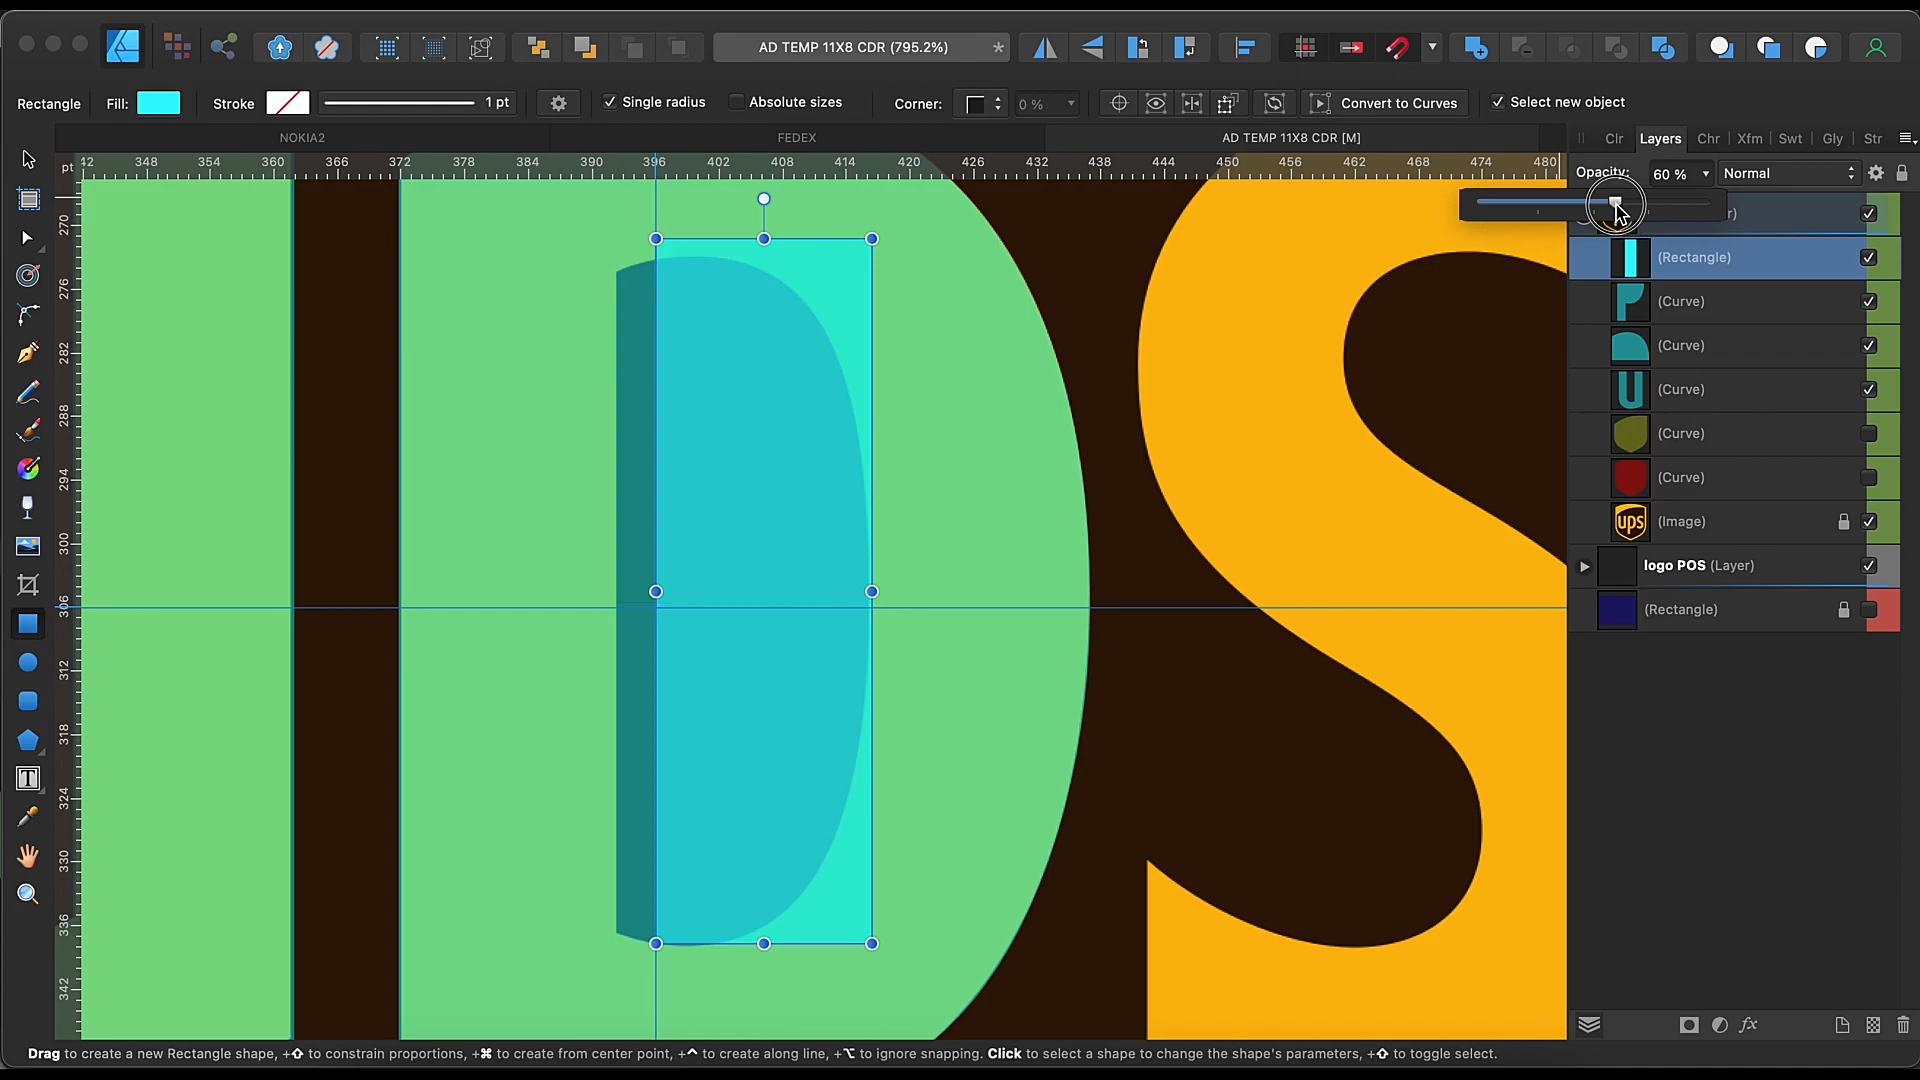 AD TEMP 11X8 CDR (795.2%) *
Rectangle Fill: Stroke 1 pt Single radius Absolute sizes Corner: 0 % Convert to Curves Select new object
NOKIA2 FEDEX AD TEMP 11X8 CDR [M]
Clr Layers Chr Xfm Swt Gly Str
pt 42 348 354 360 366 372 378 384 390 396 402 408 414 420 426 432 438 444 450 456 462 468 474 480
Opacity: 60 % Normal
r)
(Rectangle)
(Curve)
(Curve)
(Curve)
(Curve)
(Curve)
ups (Image)
logo POS (Layer)
(Rectangle)
270
276
282
288
294
300
306
312
318
324
330
336
342
T
fx
Drag to create a new Rectangle shape, +⇧ to constrain proportions, +⌘ to create from center point, +⌃ to create along line, +⌥ to ignore snapping. Click to select a shape to change the shape's parameters, +⇧ to toggle select.